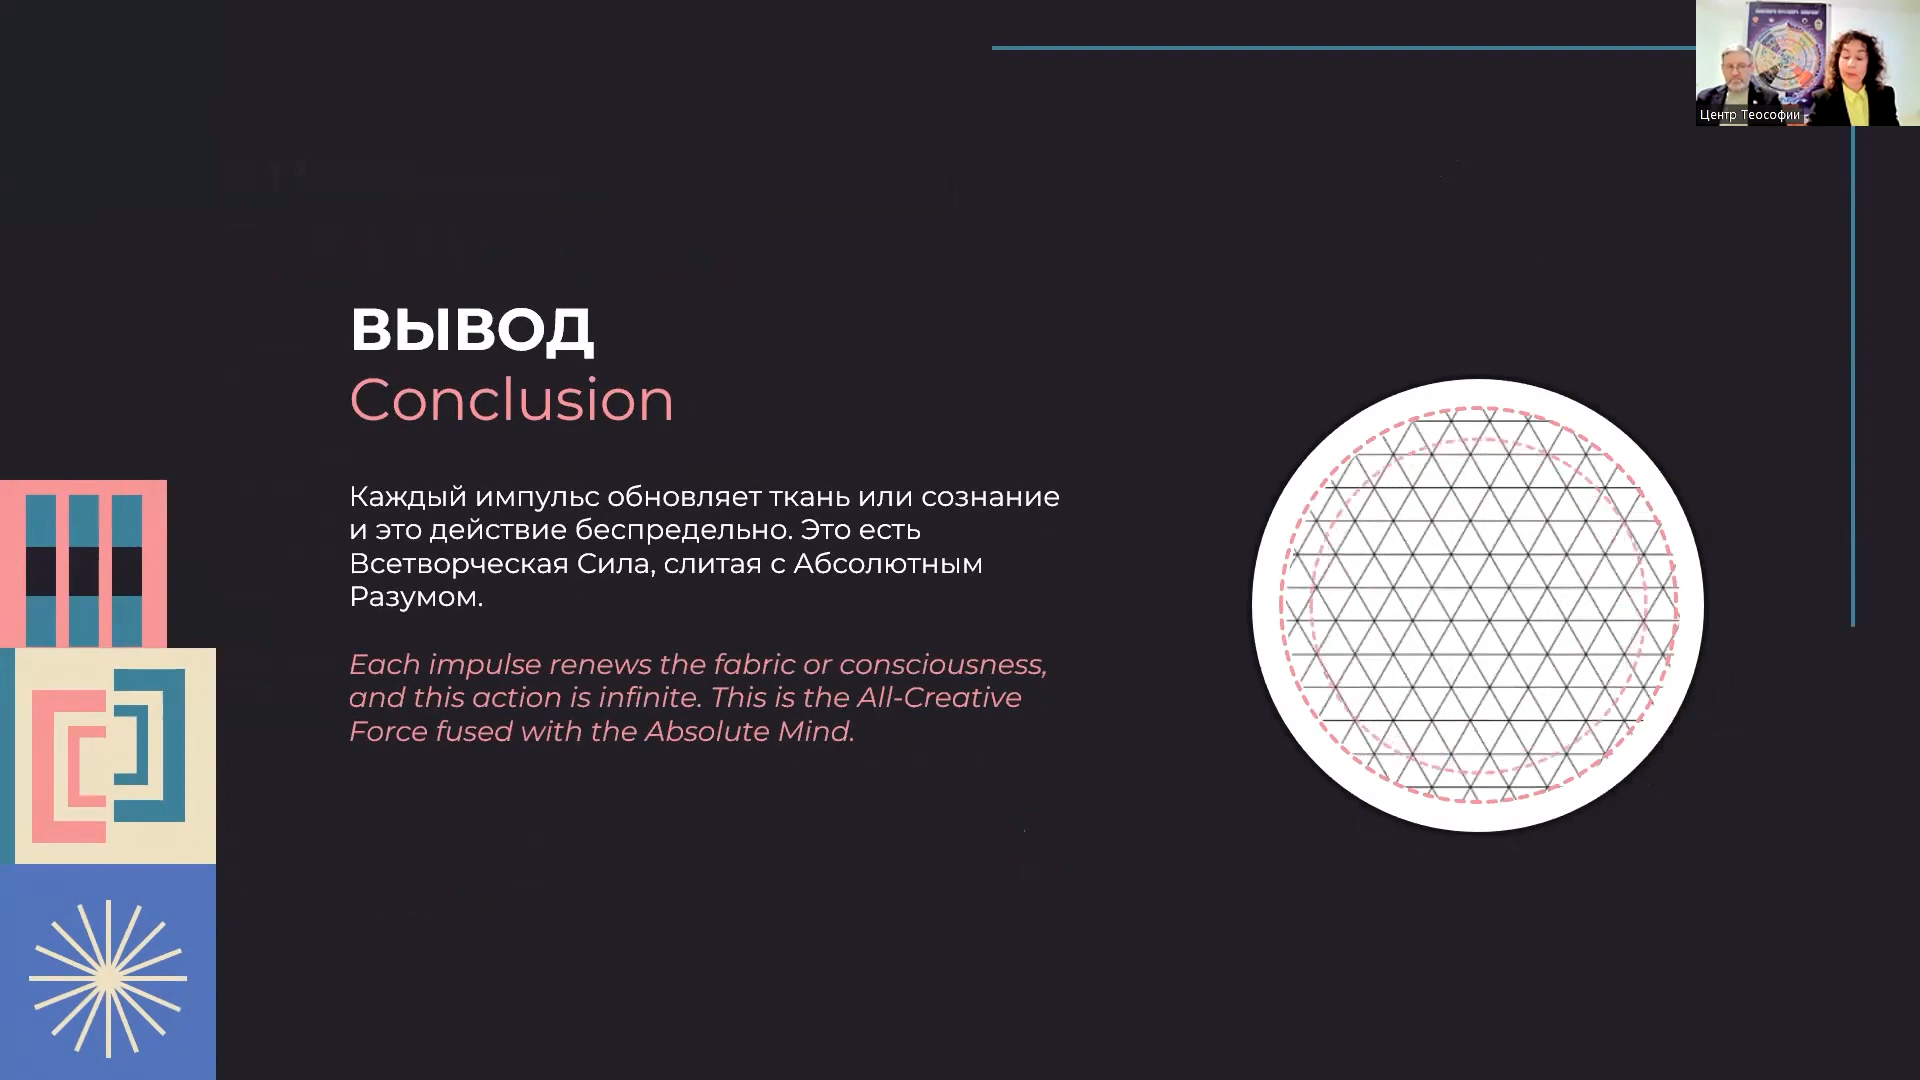 Центр Теософии
ВЫВОД
Conclusion
Каждый импульс обновляет ткань или сознание
и это действие беспредельно. Это есть
Всетворческая Сила, слитая с Абсолютным
Разумом.
Each impulse renews the fabric or consciousness,
and this action is infinite. This is the All-Creative
Force fused with the Absolute Mind.